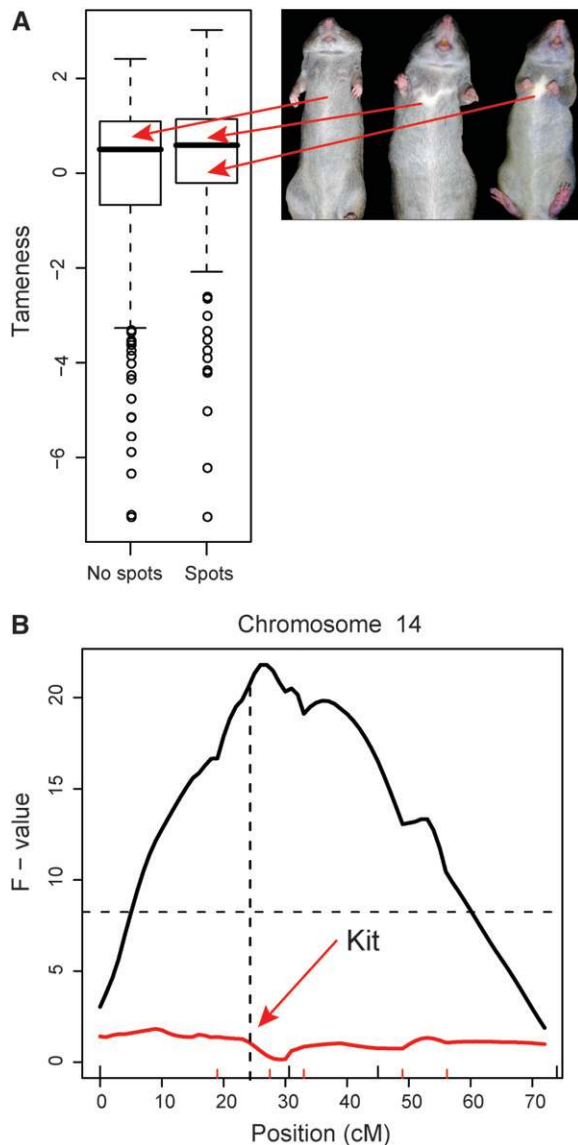 A
Tameness
2
0
−2
−4
−6
No spots
Spots
B
Chromosome 14
F − value
20
15
10
5
0
Kit
0 10 20 30 40 50 60 70
Position (cM)